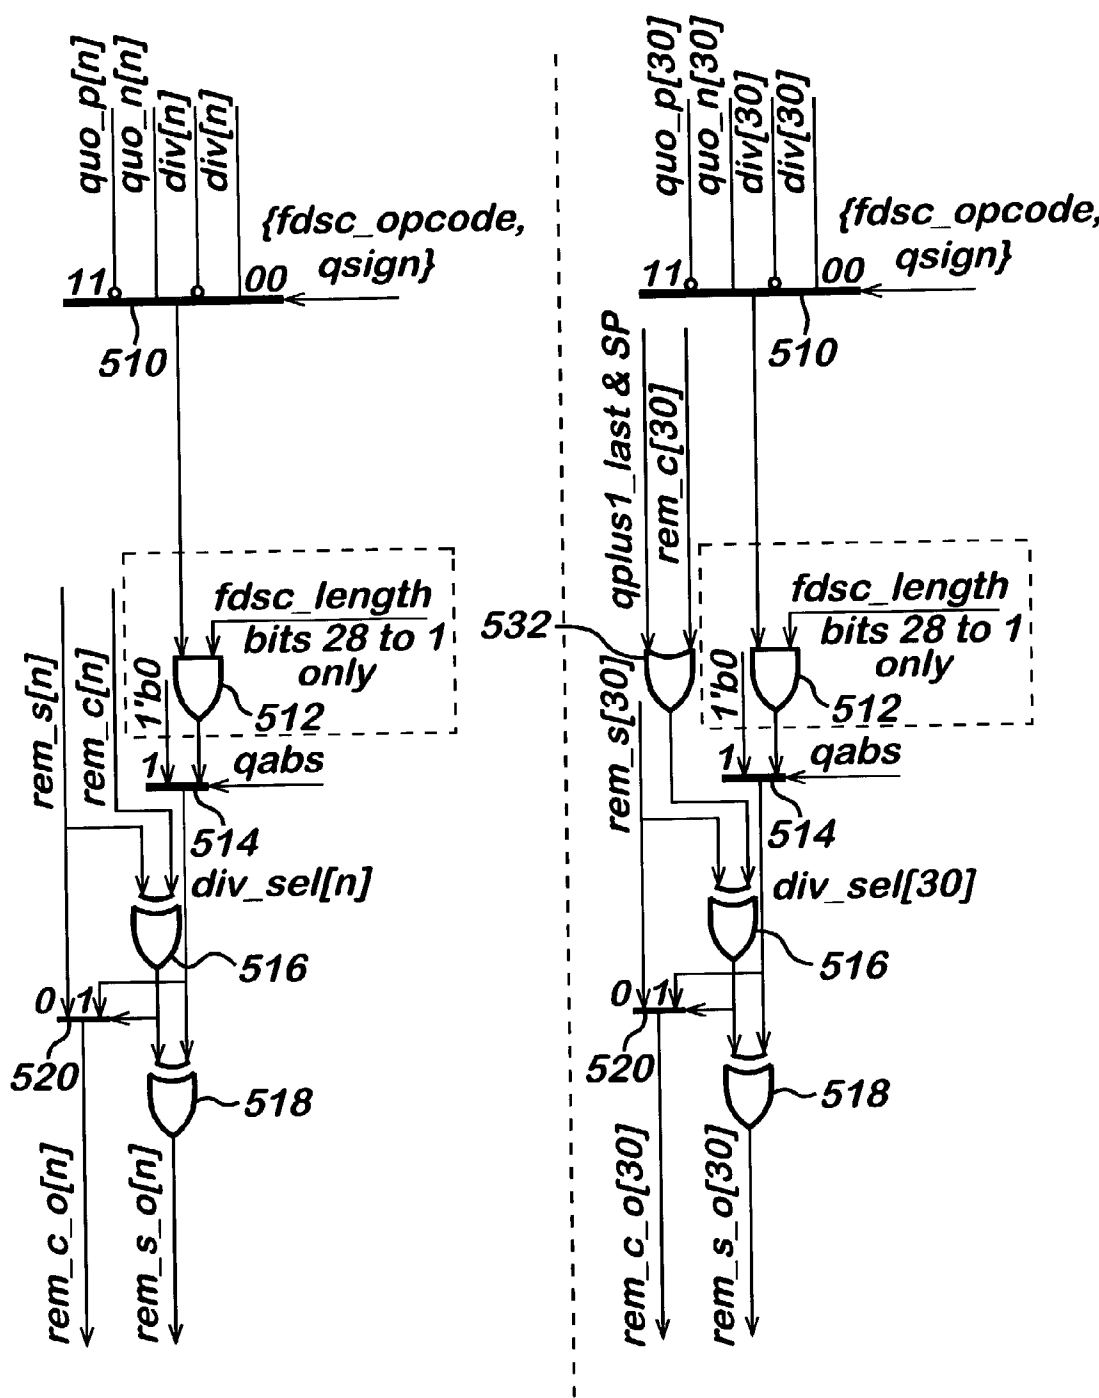 quo_p[n]
quo_n[n]
div[n]
div[n]
{fdsc_opcode,
qsign}
11
00
510
fdsc_length
bits 28 to 1
only
rem_s[n]
rem_c[n]
1'b0
512
1
qabs
514
div_sel[n]
516
0
1
520
518
rem_c_o[n]
rem_s_o[n]
quo_p[30]
quo_n[30]
div[30]
div[30]
{fdsc_opcode,
qsign}
11
00
510
qplus1_last & SP
rem_c[30]
fdsc_length
bits 28 to 1
only
532
rem_s[30]
1'b0
512
1
qabs
514
div_sel[30]
516
0
1
520
518
rem_c_o[30]
rem_s_o[30]